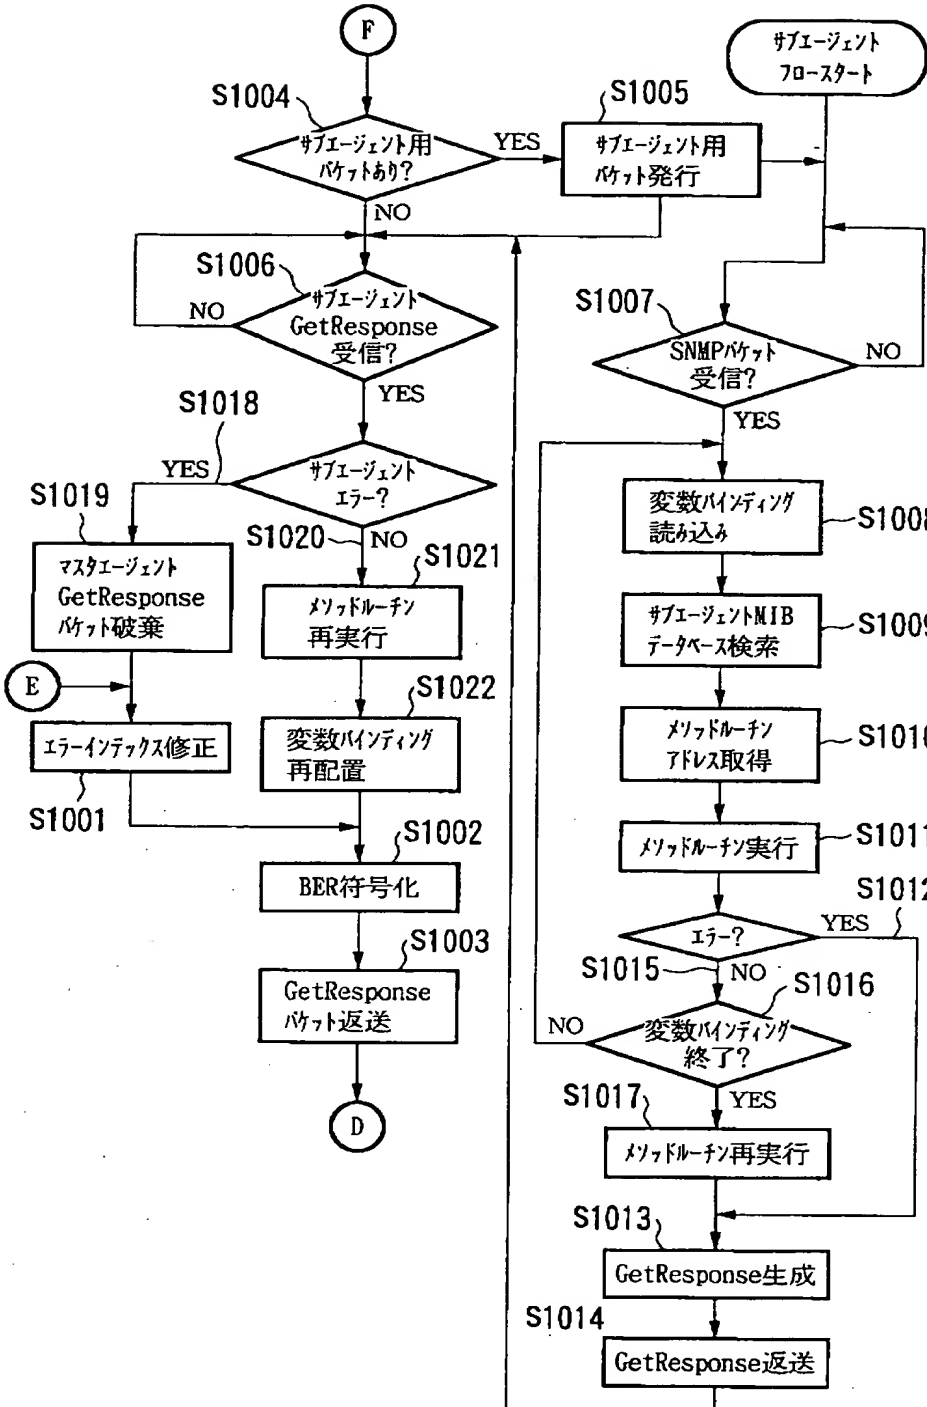 F
S1004
サブエージェント用
パケットあり?
YES
NO
S1005
サブエージェント用
パケット発行
サブエージェント
フロースタート
S1006
サブエージェント
GetResponse
受信?
NO
YES
S1007
SNMPパケット
受信?
NO
YES
S1018
サブエージェント
エラー?
YES
S1020
NO
S1019
マスタエージェント
GetResponse
パケット破棄
E
エラーインデックス修正
S1001
S1021
メソッドルーチン
再実行
S1022
変数バインディング
再配置
S1002
BER符号化
S1003
GetResponse
パケット返送
D
変数バインディング
読み込み
S1008
サブエージェントMIB
データベース検索
S1009
メソッドルーチン
アドレス取得
S1010
メソッドルーチン実行
S1011
S1012
エラー?
YES
S1015
NO
S1016
変数バインディング
終了?
NO
YES
S1017
メソッドルーチン再実行
S1013
GetResponse生成
S1014
GetResponse返送